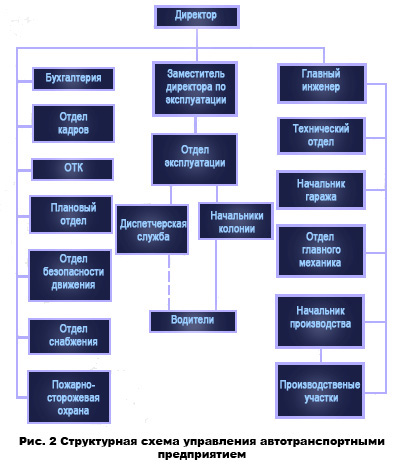 Директор
Бухгалтерия
Отдел
кадров
ОТК
Плановый
отдел
Отдел
безопасности
движения
Отдел
снабжения
Пожарно-
сторожевая
охрана
Заместитель
директора по
эксплуатации
Отдел
эксплуатации
Диспетчерская
служба
Начальники
колонии
Водители
Главный
инженер
Технический
отдел
Начальник
гаража
Отдел
главного
механика
Начальник
производства
Производственые
участки
Рис. 2 Структурная схема управления автотранспортными
предприятием